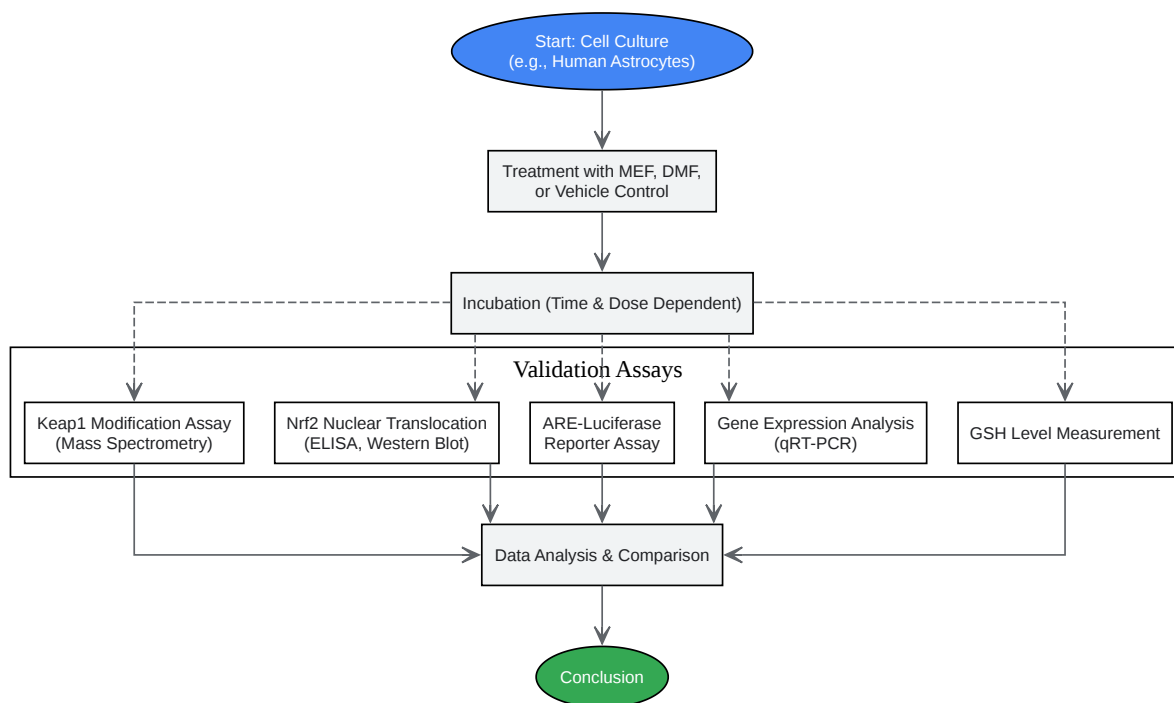 Start: Cell Culture
(e.g., Human Astrocytes)
Treatment with MEF, DMF,
or Vehicle Control
Incubation (Time & Dose Dependent)
Validation Assays
Keap1 Modification Assay
(Mass Spectrometry)
Nrf2 Nuclear Translocation
(ELISA, Western Blot)
ARE-Luciferase
Reporter Assay
Gene Expression Analysis
(qRT-PCR)
GSH Level Measurement
Data Analysis & Comparison
Conclusion